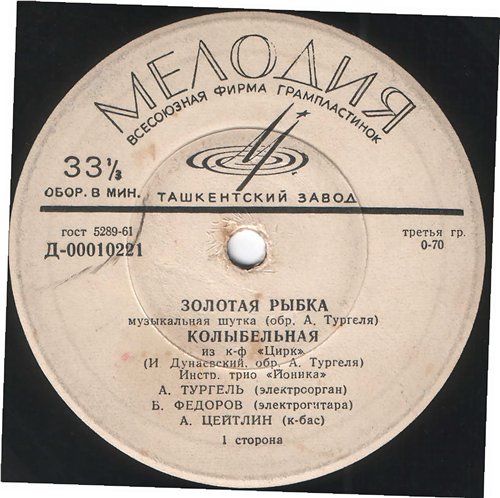 МЕЛОДИЯ
ВСЕСОЮЗНАЯ ФИРМА ГРАМПЛАСТИНОК
33⅓
ОБОР. В МИН.
ТАШКЕНТСКИЙ ЗАВОД
гост 5289-61
третья гр.
Д-00010221
0-70
ЗОЛОТАЯ РЫБКА
музыкальная шутка (обр. А. Тургеля)
КОЛЫБЕЛЬНАЯ
из к-ф «Цирк»
(И Дунаевский, обр. А. Тургеля)
Инстр. трио «Ионика»
А. ТУРГЕЛЬ (электроорган)
Б. ФЕДОРОВ (электрогитара)
А. ЦЕЙТЛИН (к-бас)
1 сторона